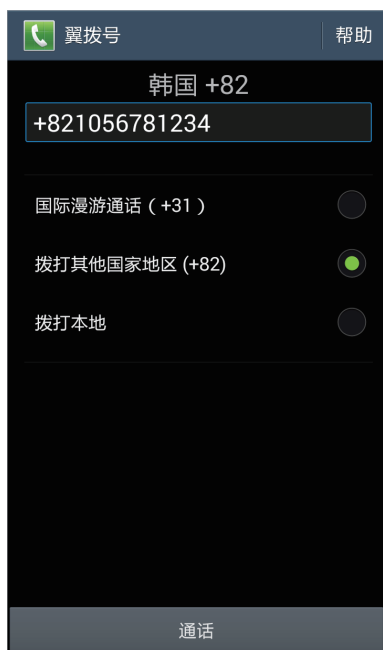 翼拨号
帮助
韩国 +82
+821056781234
国际漫游通话 ( +31 )
拨打其他国家地区 (+82)
拨打本地
通话